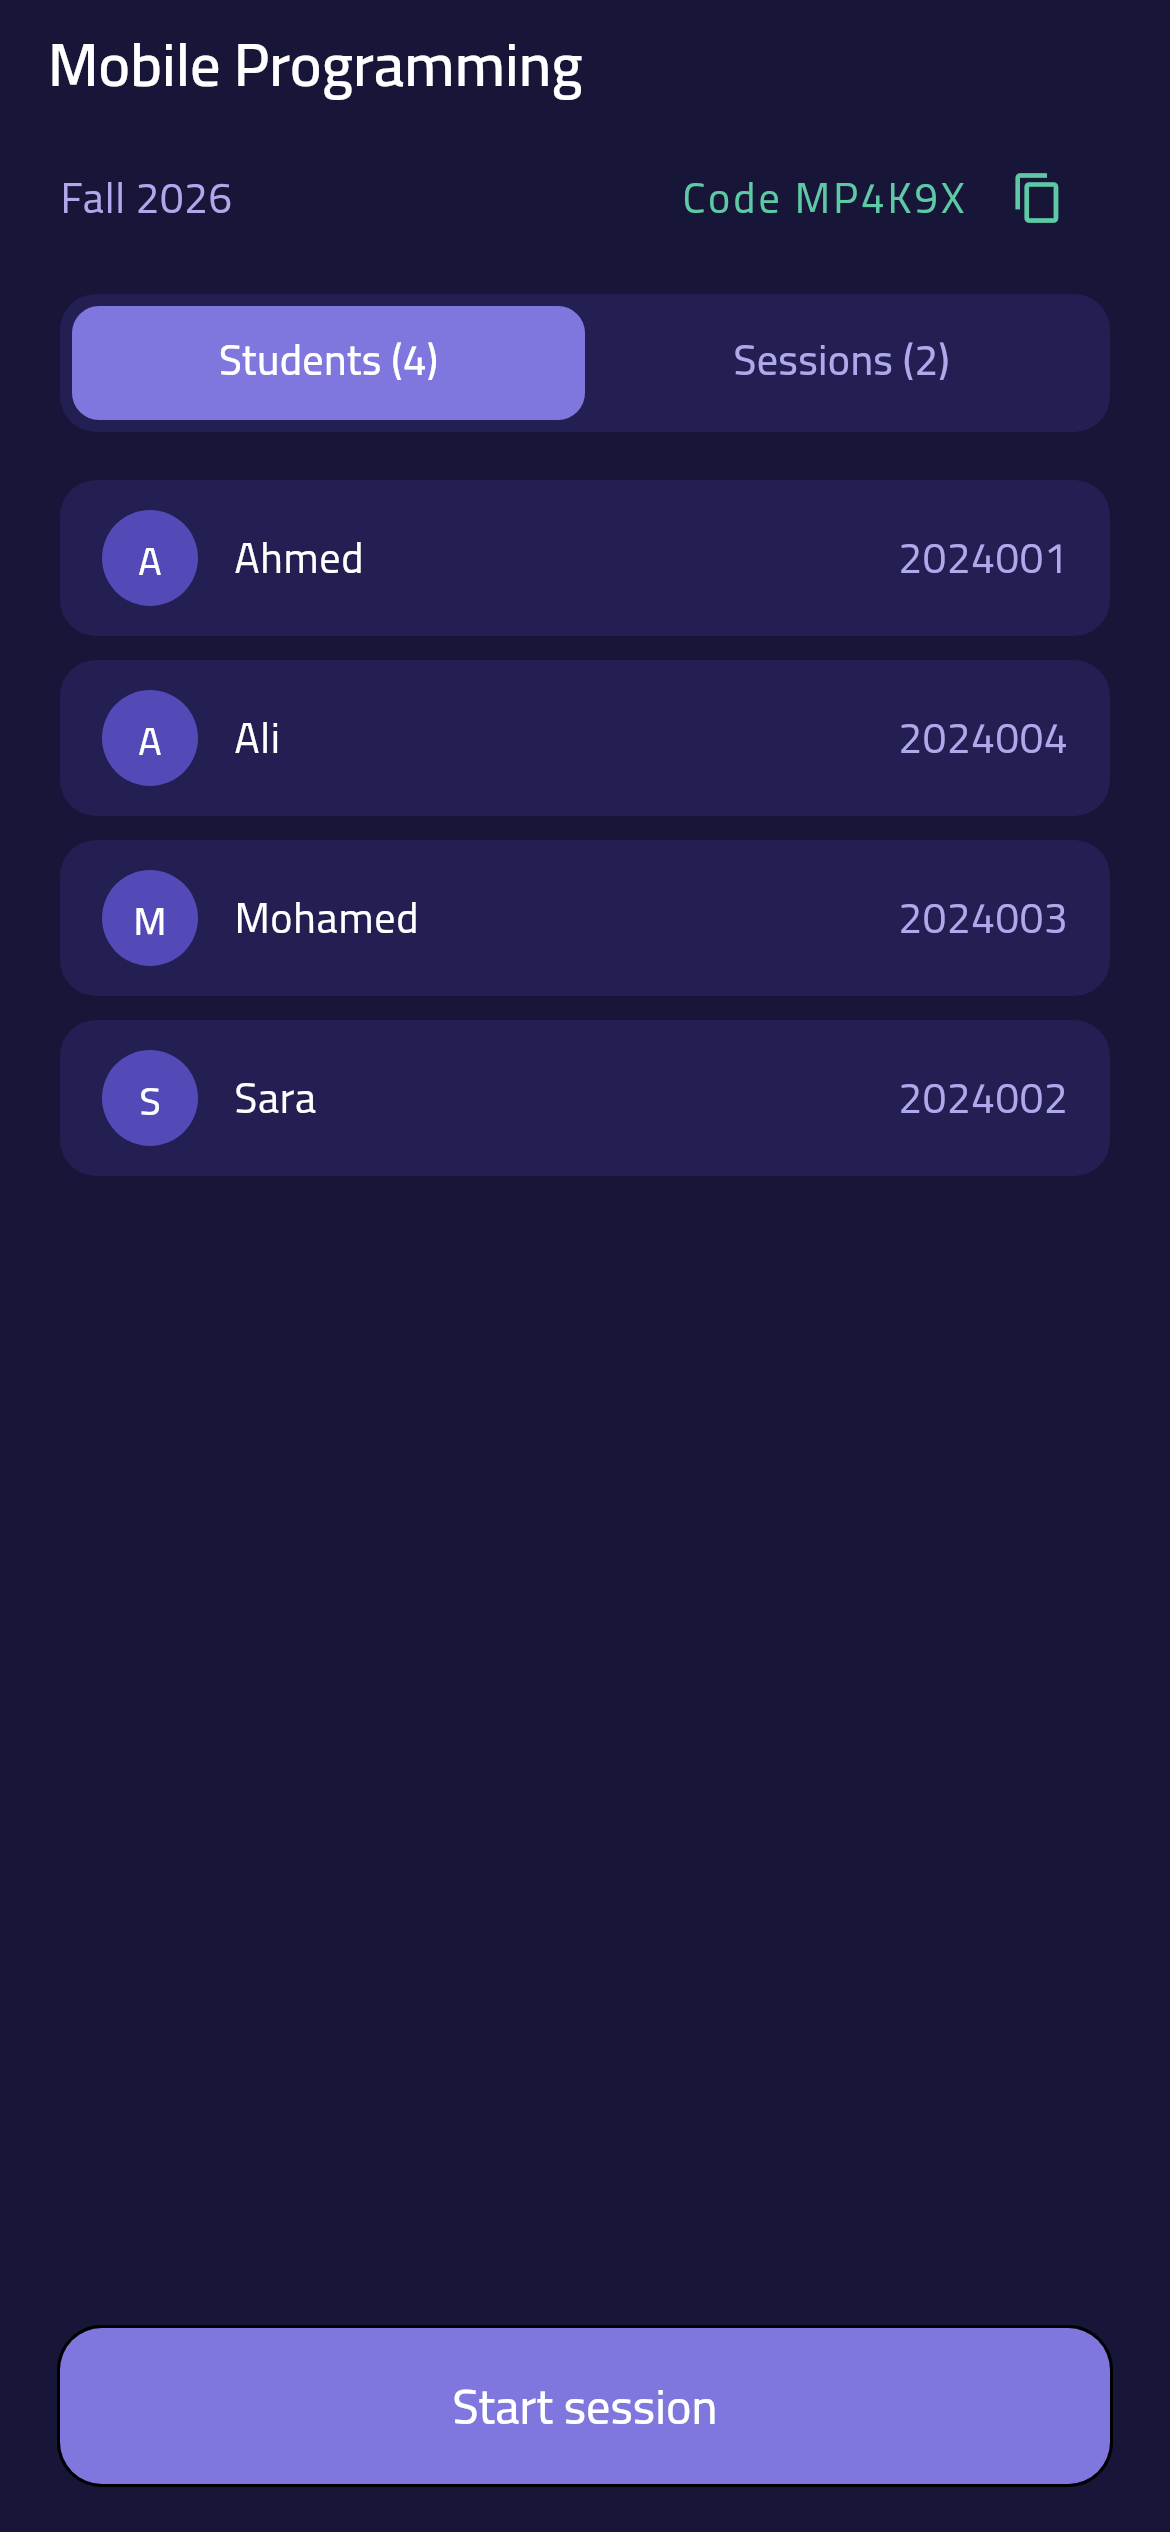 Mobile Programming
Fall 2026 Code MP4K9X
Students (4) Sessions (2)
A Ahmed 2024001
A Ali 2024004
M Mohamed 2024003
S Sara 2024002
Start session